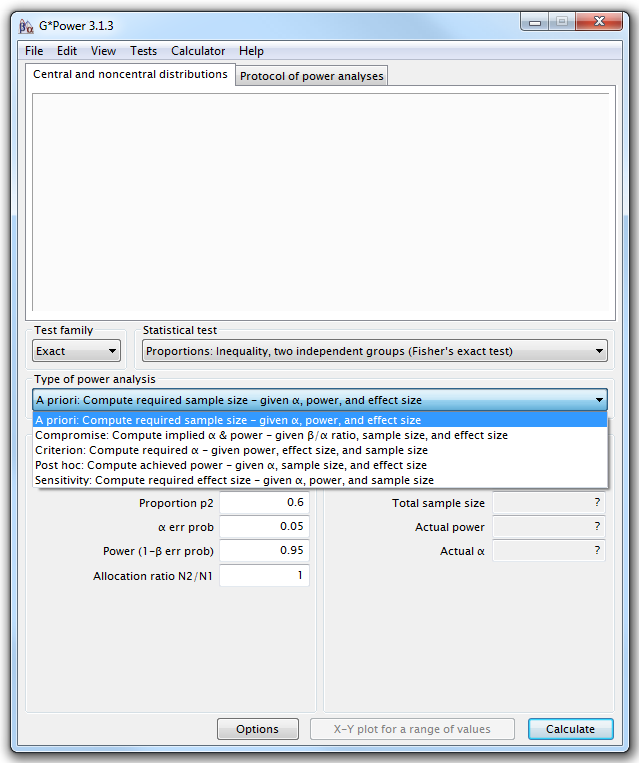 βα G*Power 3.1.3
File Edit View Tests Calculator Help
Central and noncentral distributions Protocol of power analyses
Test family Statistical test
Exact Proportions: Inequality, two independent groups (Fisher's exact test)
Type of power analysis
A priori: Compute required sample size – given α, power, and effect size
A priori: Compute required sample size – given α, power, and effect size
Compromise: Compute implied α & power – given β/α ratio, sample size, and effect size
Criterion: Compute required α – given power, effect size, and sample size
Post hoc: Compute achieved power – given α, sample size, and effect size
Sensitivity: Compute required effect size – given α, power, and sample size
Proportion p2 0.6 Total sample size ?
α err prob 0.05 Actual power ?
Power (1-β err prob) 0.95 Actual α ?
Allocation ratio N2/N1 1
Options X-Y plot for a range of values Calculate